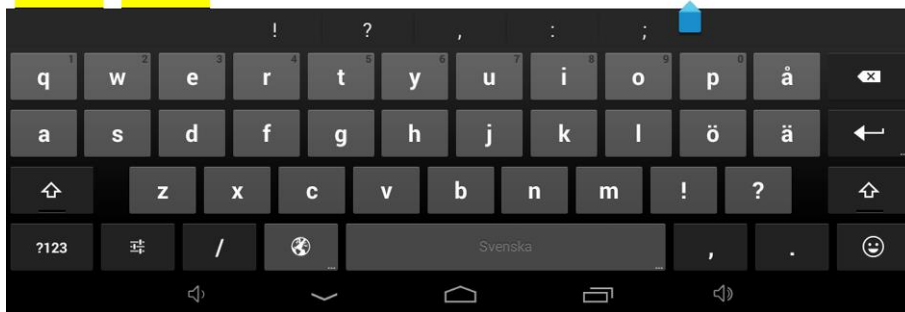 ! ? , : ;
q 1 w 2 e 3 r 4 t 5 y 6 u 7 i 8 o 9 p 0 å
a s d f g h j k l ö ä
z x c v b n m ! ?
?123 / Svenska , .